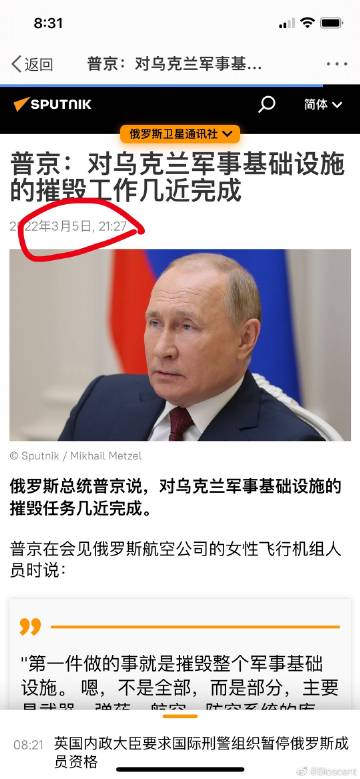 8:31
返回
普京：对乌克兰军事基...
SPUTNIK
简体
俄罗斯卫星通讯社
普京：对乌克兰军事基础设施
的摧毁工作几近完成
2022年3月5日, 21:27
© Sputnik / Mikhail Metzel
俄罗斯总统普京说，对乌克兰军事基础设施的
摧毁任务几近完成。
普京在会见俄罗斯航空公司的女性飞行机组人
员时说：
"第一件做的事就是摧毁整个军事基础
设施。嗯，不是全部，而是部分，主要
是武器、弹药、航空、防空系统的库
08:21 英国内政大臣要求国际刑警组织暂停俄罗斯成
员资格